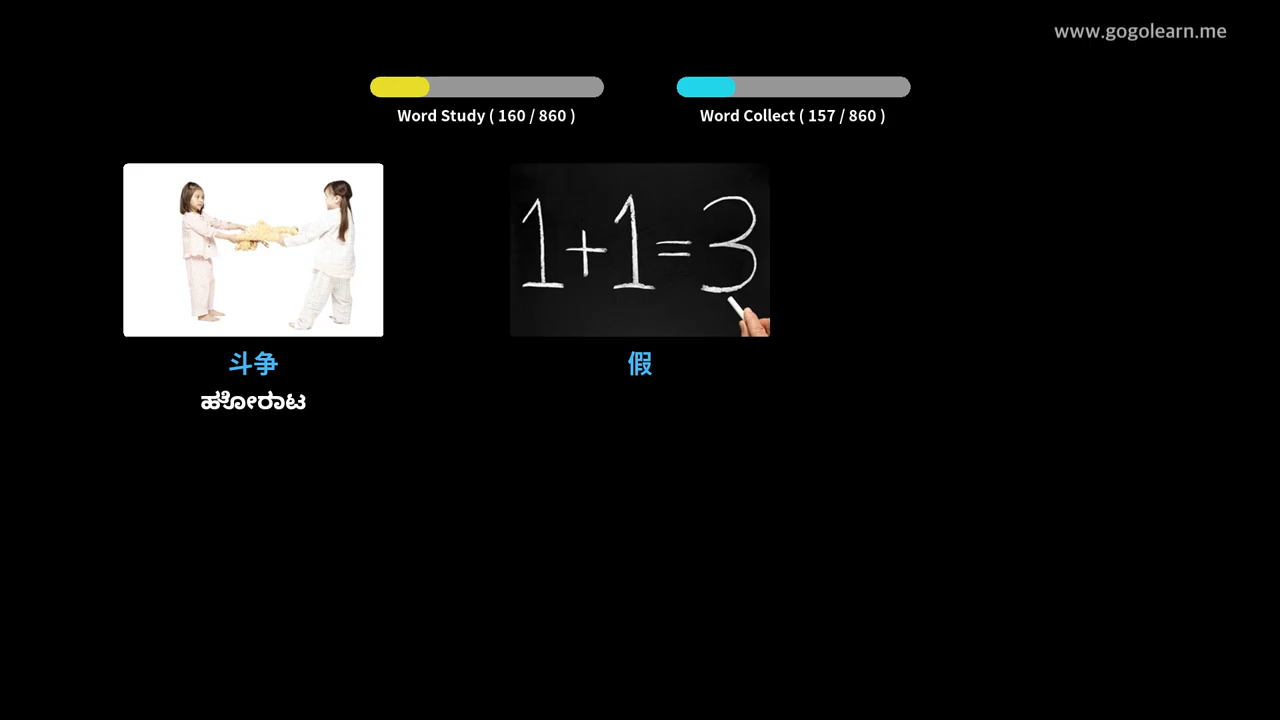 www.gogolearn.me
Word Study ( 160 / 860 )
Word Collect ( 157 / 860 )
1+1=3
斗争
假
ಹೋರಾಟ